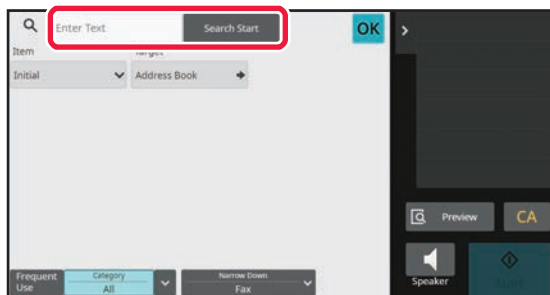 Enter Text Search Start OK
Item Target
Initial Address Book
Preview CA
Frequent Use
Category All
Narrow Down Fax
Speaker Start